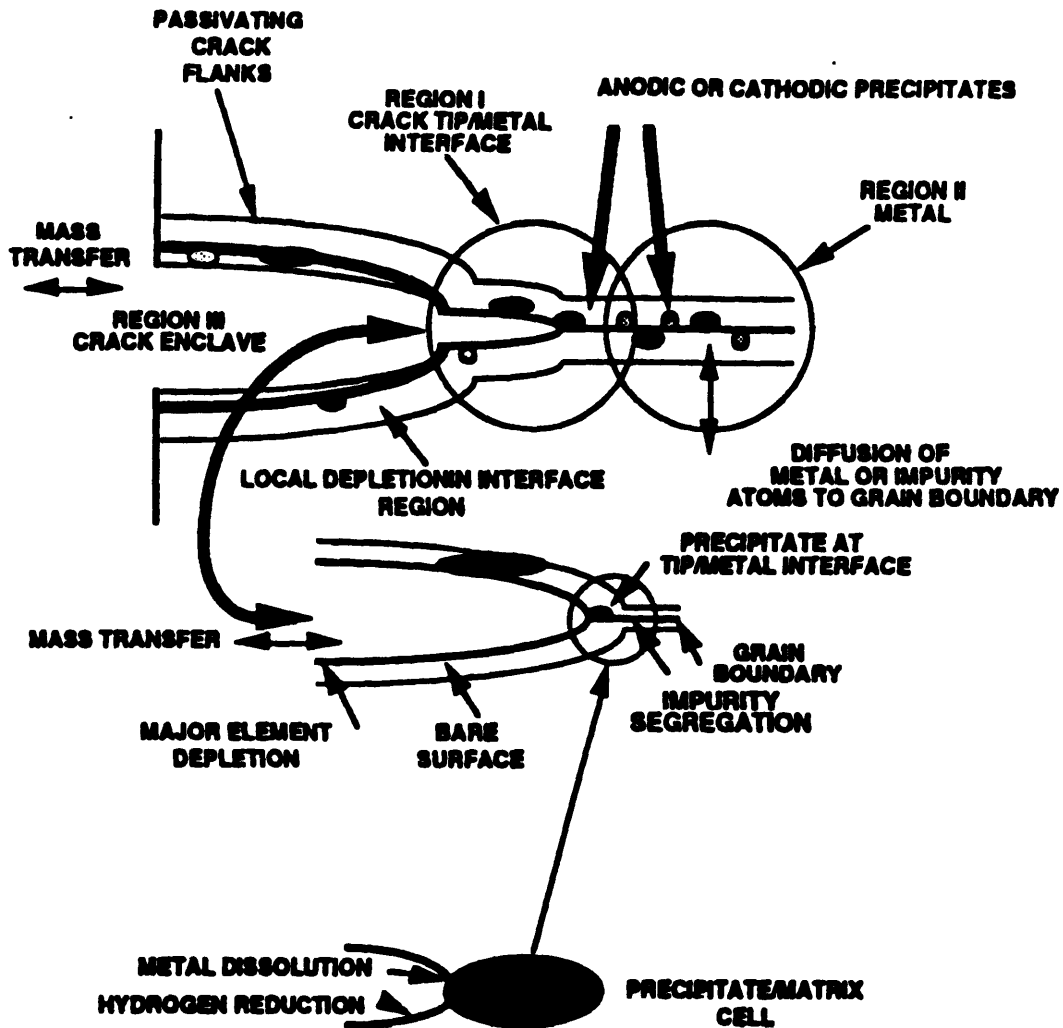 PASSIVATING
CRACK
FLANKS
REGION I
CRACK TIP/METAL
INTERFACE
ANODIC OR CATHODIC PRECIPITATES
REGION II
METAL
MASS
TRANSFER
REGION III
CRACK ENCLAVE
LOCAL DEPLETIONIN INTERFACE
REGION
DIFFUSION OF
METAL OR IMPURITY
ATOMS TO GRAIN BOUNDARY
PRECIPITATE AT
TIP/METAL INTERFACE
MASS TRANSFER
GRAIN
BOUNDARY
IMPURITY
SEGREGATION
MAJOR ELEMENT
DEPLETION
BARE
SURFACE
METAL DISSOLUTION
HYDROGEN REDUCTION
PRECIPITATE/MATRIX
CELL